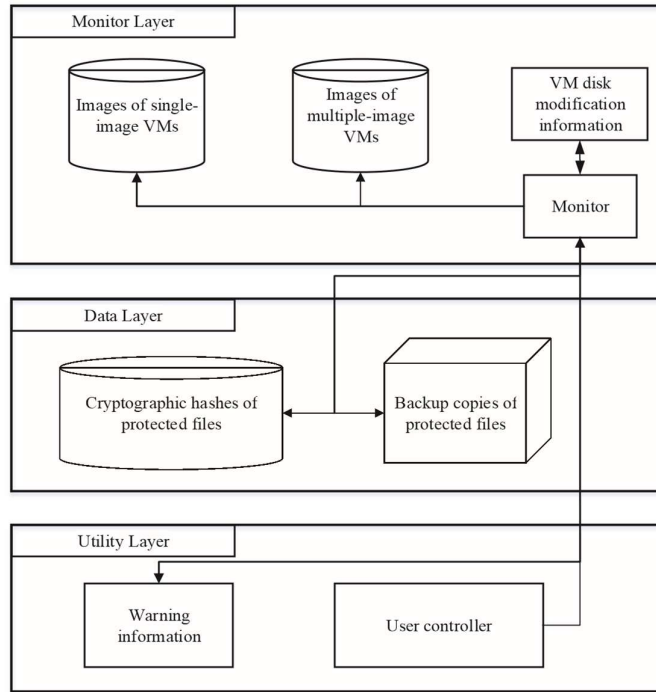 Monitor Layer
Images of single-
image VMs
Images of
multiple-image
VMs
VM disk
modification
information
Monitor
Data Layer
Cryptographic hashes of
protected files
Backup copies of
protected files
Utility Layer
Warning
information
User controller